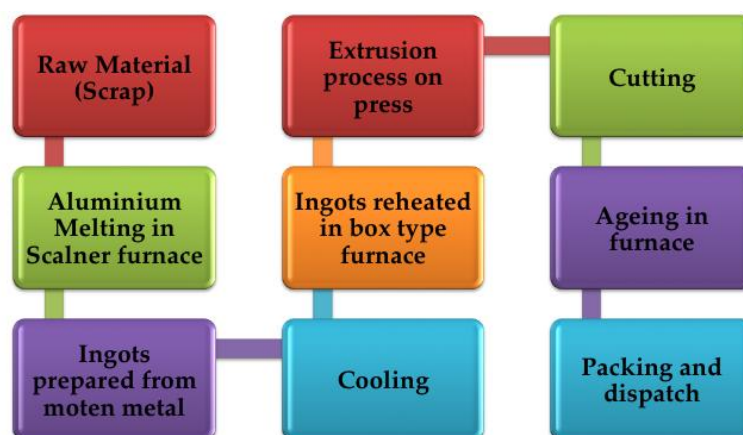 Raw Material
(Scrap)
Aluminium
Melting in
Scalner furnace
Ingots
prepared from
moten metal
Cooling
Ingots reheated
in box type
furnace
Extrusion
process on
press
Cutting
Ageing in
furnace
Packing and
dispatch